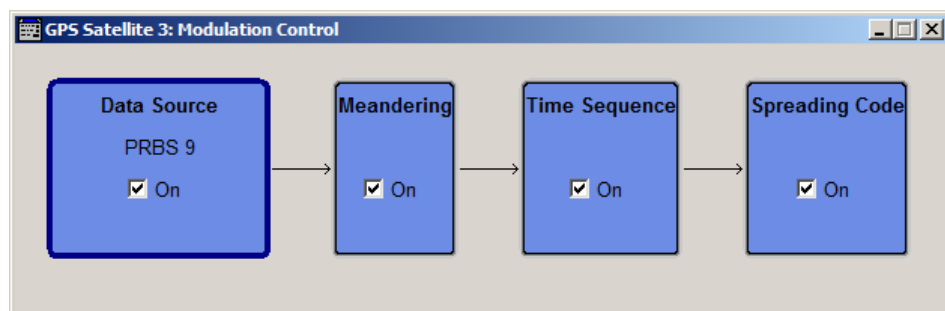 GPS Satellite 3: Modulation Control
Data Source
PRBS 9
On
Meandering
On
Time Sequence
On
Spreading Code
On